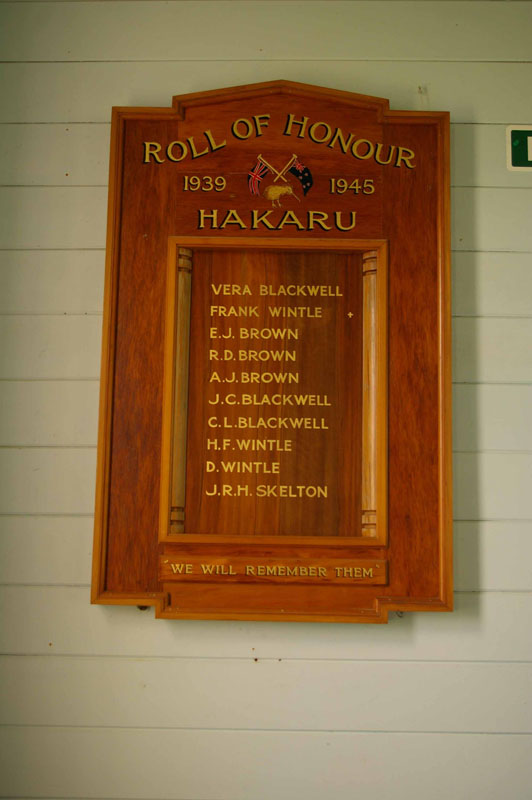 ROLL OF HONOUR
1939 1945
HAKARU
VERA BLACKWELL
FRANK WINTLE +
E.J. BROWN
R.D. BROWN
A.J. BROWN
J.C. BLACKWELL
C.L. BLACKWELL
H.F. WINTLE
D. WINTLE
J.R.H. SKELTON
"WE WILL REMEMBER THEM"